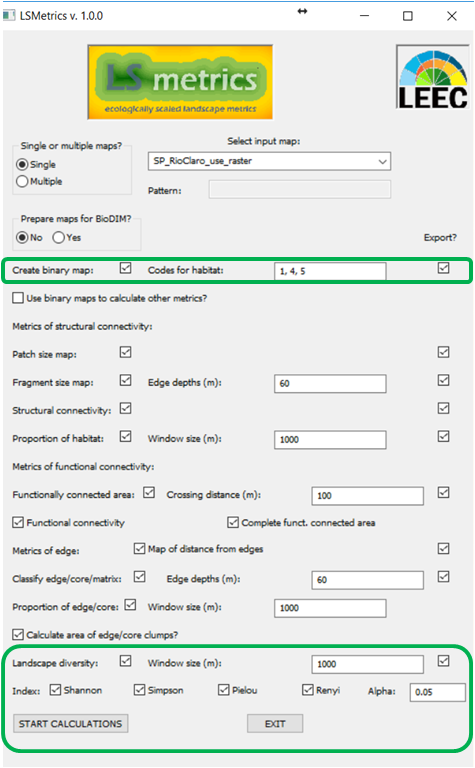 LSMetrics v. 1.0.0
LS metrics
ecologically scaled landscape metrics
LEEC
Single or multiple maps?
Select input map:
Single
SP_RioClaro_use_raster
Multiple
Pattern:
Prepare maps for BioDIM?
No Yes
Export?
Create binary map: Codes for habitat: 1, 4, 5
Use binary maps to calculate other metrics?
Metrics of structural connectivity:
Patch size map:
Fragment size map: Edge depths (m): 60
Structural connectivity:
Proportion of habitat: Window size (m): 1000
Metrics of functional connectivity:
Functionally connected area: Crossing distance (m): 100
Functional connectivity Complete funct. connected area
Metrics of edge: Map of distance from edges
Classify edge/core/matrix: Edge depths (m): 60
Proportion of edge/core: Window size (m): 1000
Calculate area of edge/core clumps?
Landscape diversity: Window size (m): 1000
Index: Shannon Simpson Pielou Renyi Alpha: 0.05
START CALCULATIONS EXIT